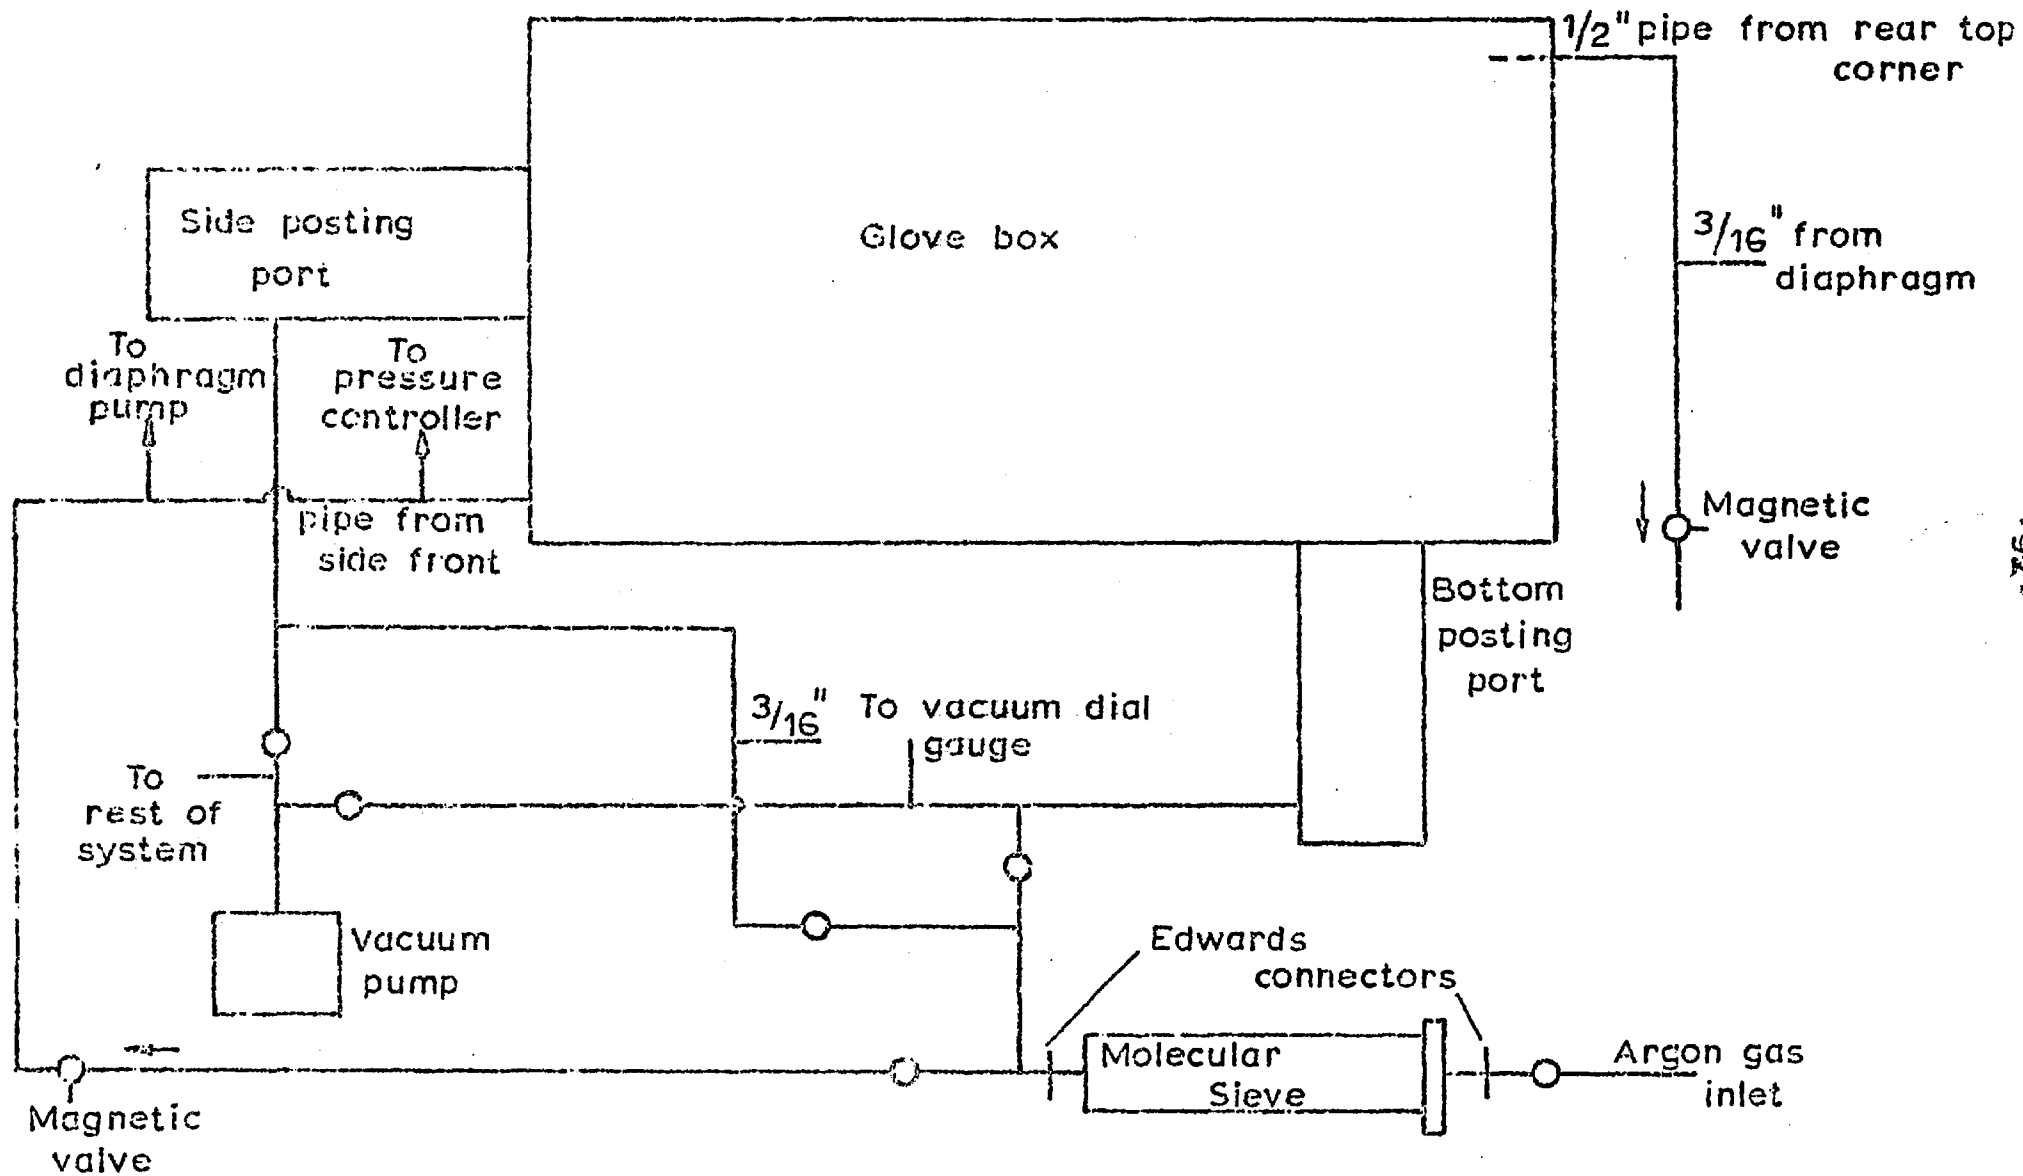 1/2" pipe from rear top
corner
Side posting
port
Glove box
3/16" from
diaphragm
To
diaphragm
pump
To
pressure
controller
pipe from
side front
Magnetic
valve
Bottom
posting
port
3/16"
To vacuum dial
gauge
To
rest of
system
Vacuum
pump
Edwards
connectors
Molecular
Sieve
Argon gas
inlet
Magnetic
valve